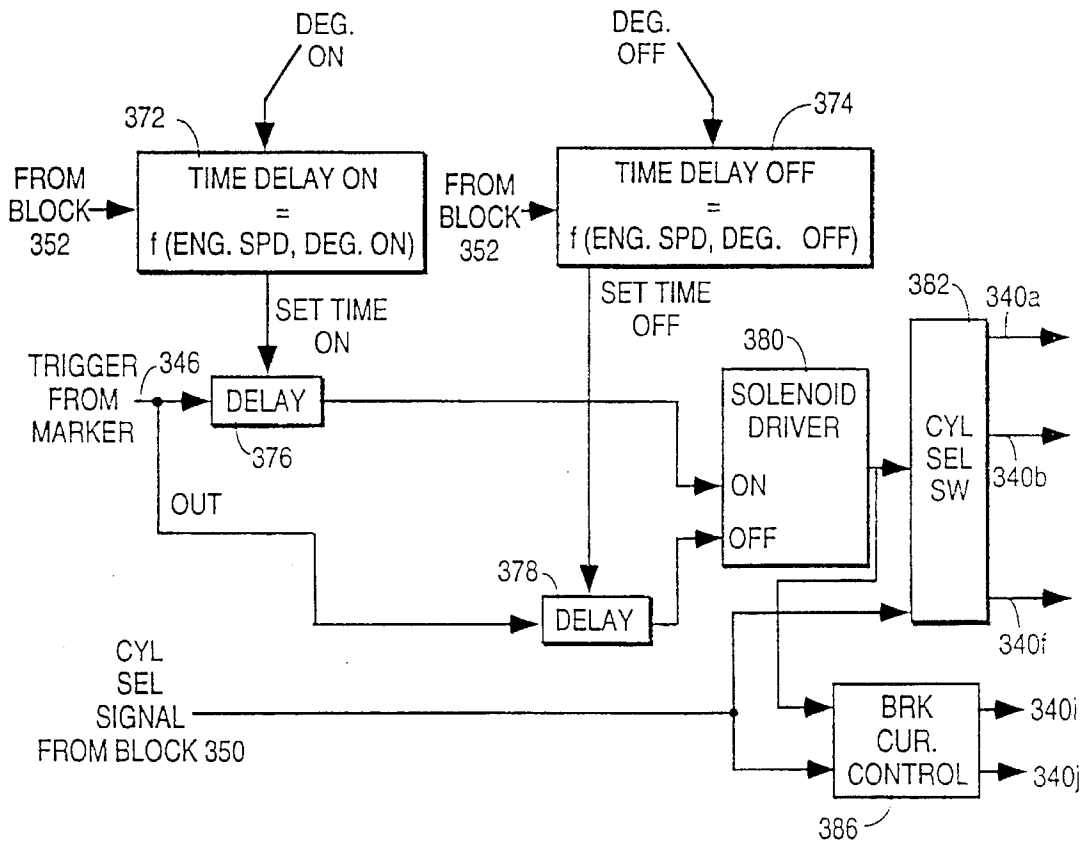 DEG.
ON
DEG.
OFF
372
374
FROM
BLOCK
352
TIME DELAY ON
=
f (ENG. SPD, DEG. ON)
FROM
BLOCK
352
TIME DELAY OFF
=
f (ENG. SPD, DEG. OFF)
SET TIME
ON
SET TIME
OFF
382
340a
TRIGGER
FROM
MARKER
346
DELAY
376
380
SOLENOID
DRIVER
ON
OFF
CYL
SEL
SW
340b
OUT
378
DELAY
340f
CYL
SEL
SIGNAL
FROM BLOCK 350
BRK
CUR.
CONTROL
340i
340j
386